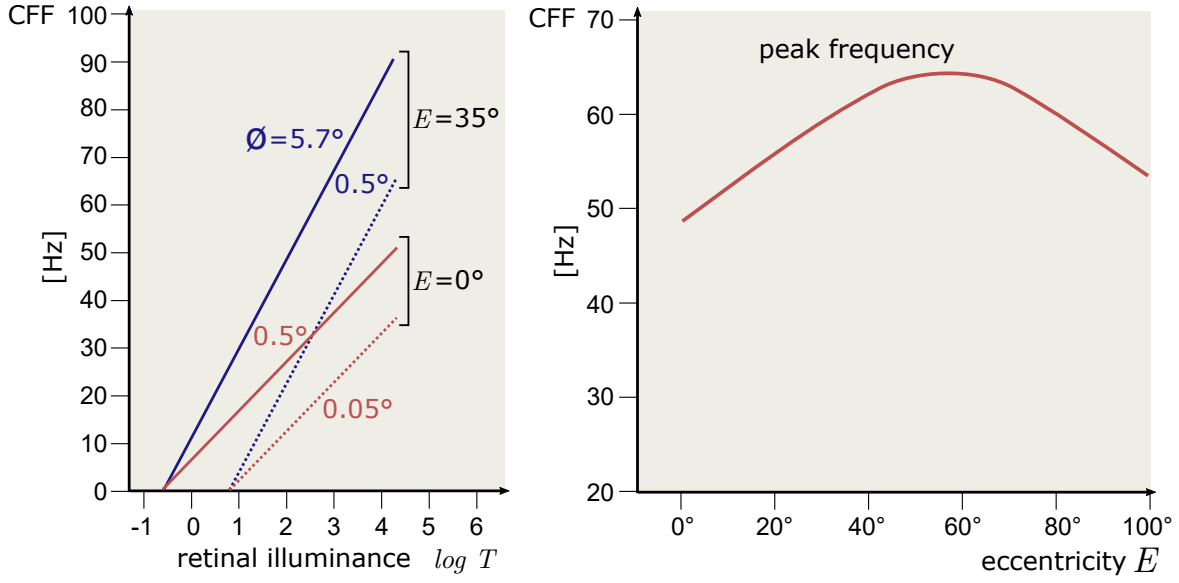 CFF
100
90
80
70
60
50
40
30
20
10
0
[Hz]
Ø=5.7°
0.5°
E=35°
0.5°
E=0°
0.05°
-1 0 1 2 3 4 5 6
retinal illuminance log T
CFF
70
60
50
40
30
20
[Hz]
peak frequency
0° 20° 40° 60° 80° 100°
eccentricity E